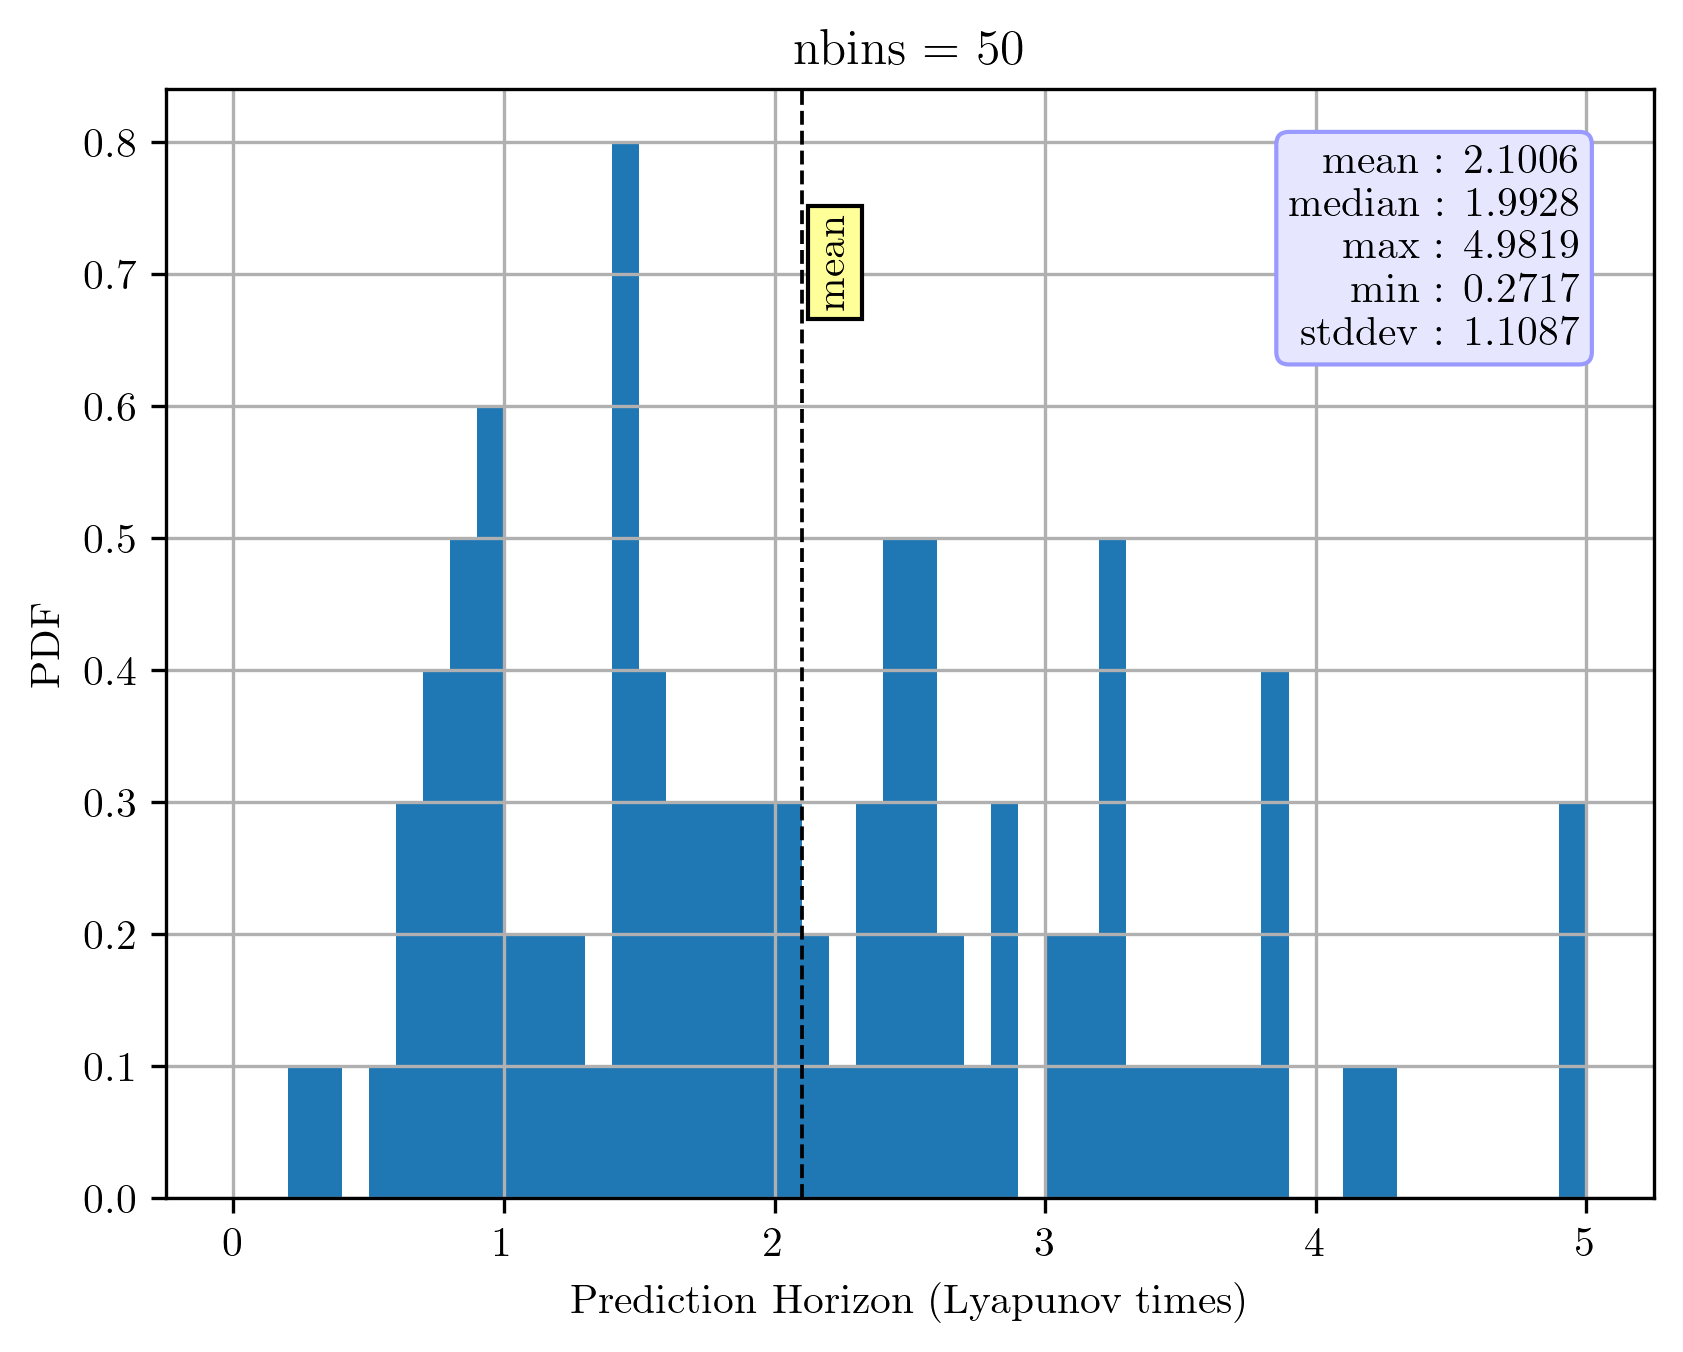 nbins = 50
0.8
0.7
0.6
0.5
0.4
0.3
0.2
0.1
0.0
PDF
mean
mean : 2.1006
median : 1.9928
max : 4.9819
min : 0.2717
stddev : 1.1087
0 1 2 3 4 5
Prediction Horizon (Lyapunov times)